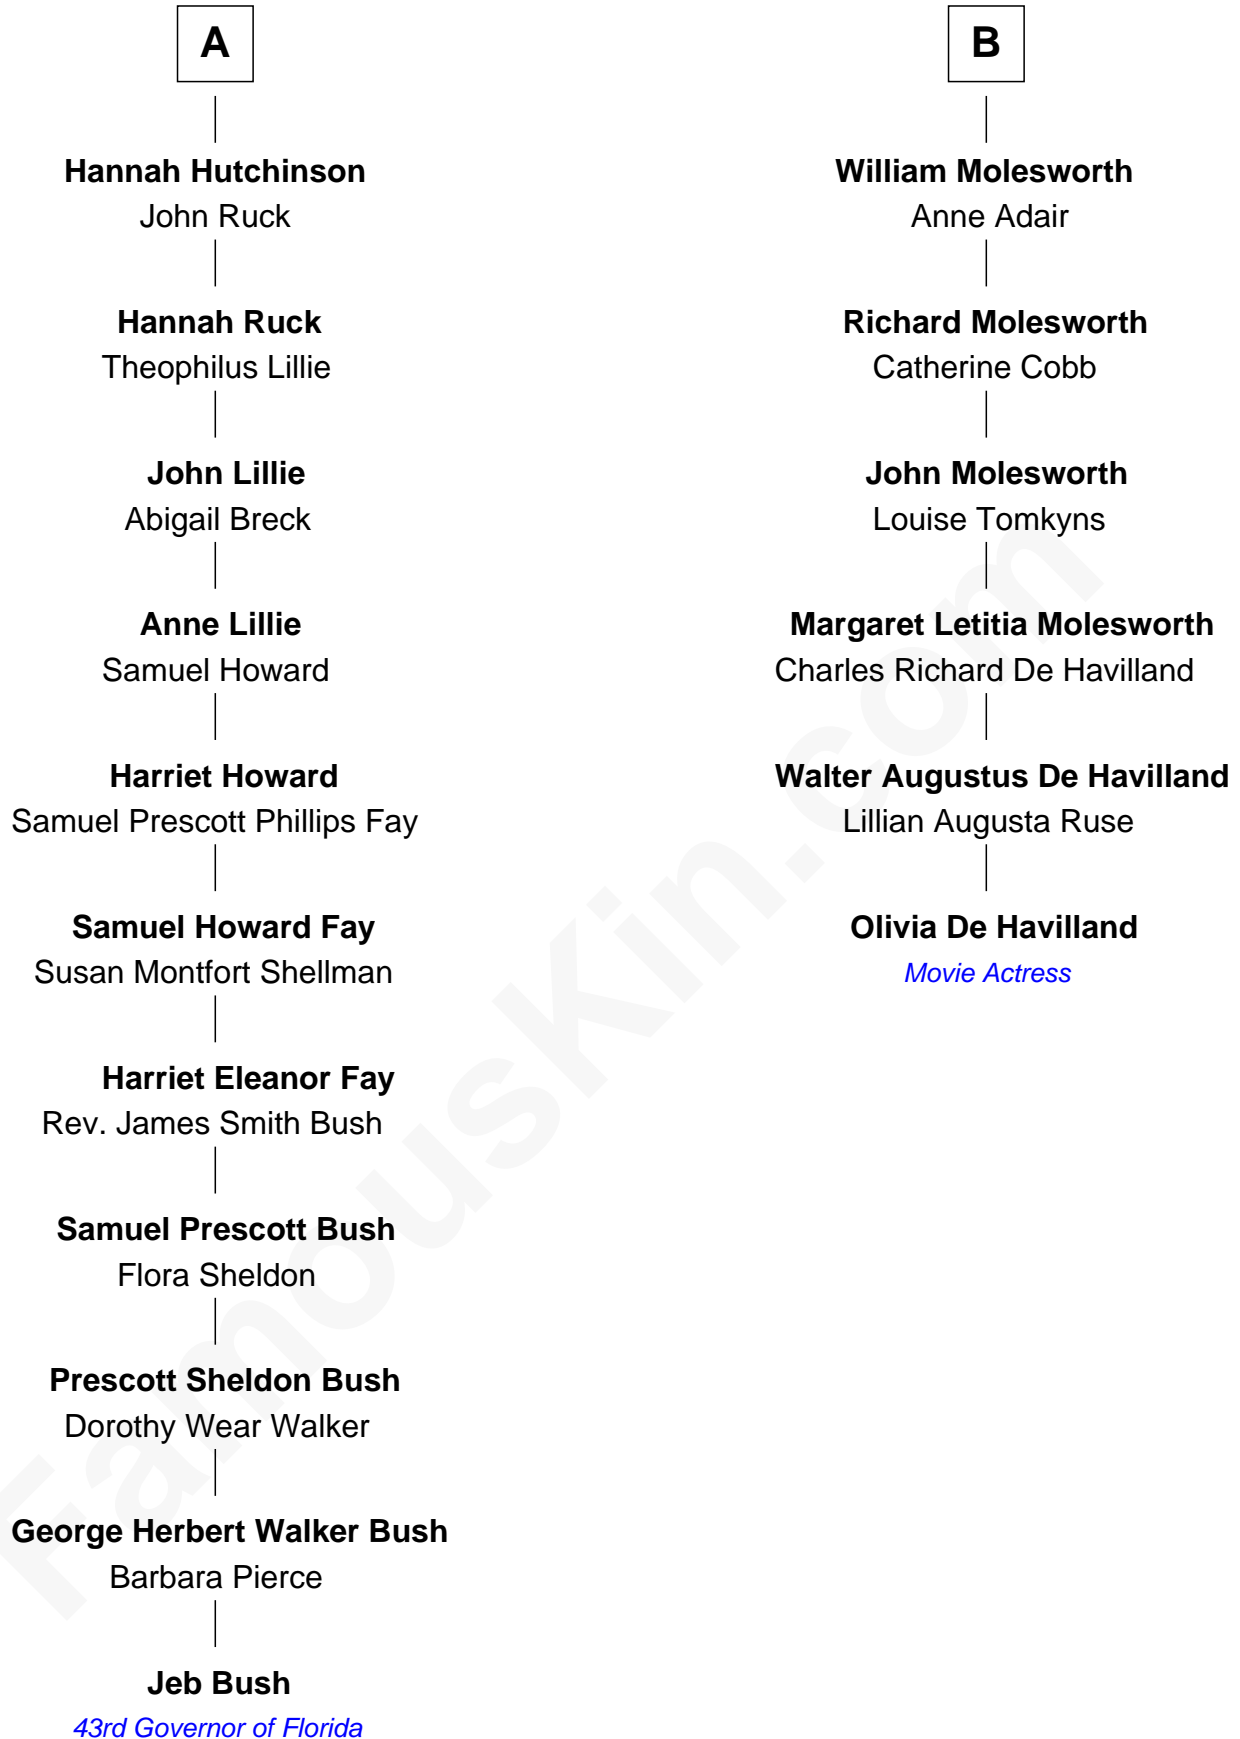 A
Hannah Hutchinson
John Ruck
Hannah Ruck
Theophilus Lillie
John Lillie
Abigail Breck
Anne Lillie
Samuel Howard
Harriet Howard
Samuel Prescott Phillips Fay
Samuel Howard Fay
Susan Montfort Shellman
Harriet Eleanor Fay
Rev. James Smith Bush
Samuel Prescott Bush
Flora Sheldon
Prescott Sheldon Bush
Dorothy Wear Walker
George Herbert Walker Bush
Barbara Pierce
Jeb Bush
43rd Governor of Florida
B
William Molesworth
Anne Adair
Richard Molesworth
Catherine Cobb
John Molesworth
Louise Tomkyns
Margaret Letitia Molesworth
Charles Richard De Havilland
Walter Augustus De Havilland
Lillian Augusta Ruse
Olivia De Havilland
Movie Actress
FamousKin.com